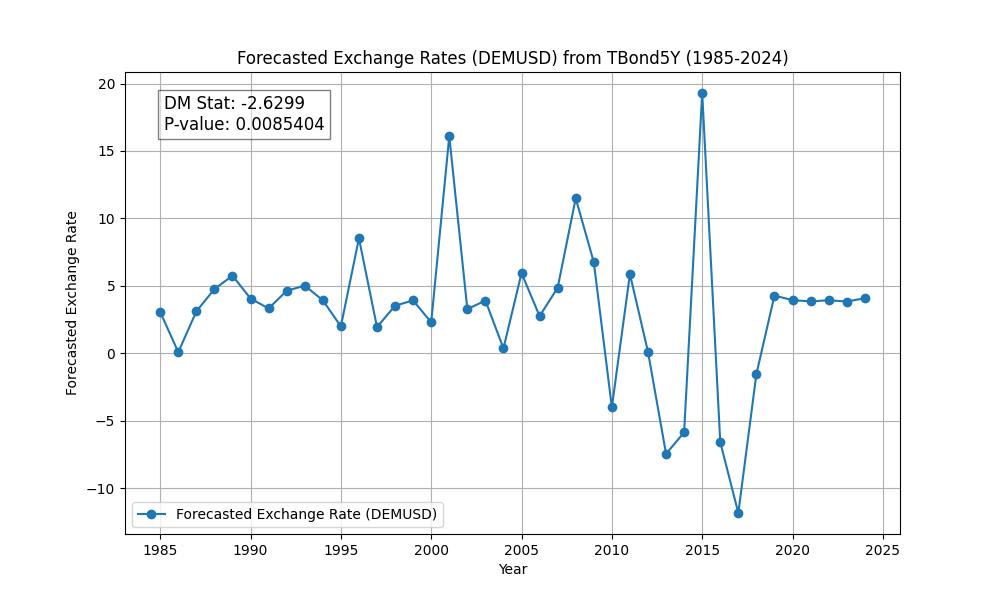 Forecasted Exchange Rates (DEMUSD) from TBond5Y (1985-2024)
DM Stat: -2.6299
P-value: 0.0085404
Forecasted Exchange Rate
20
15
10
5
0
−5
−10
Forecasted Exchange Rate (DEMUSD)
1985 1990 1995 2000 2005 2010 2015 2020 2025
Year